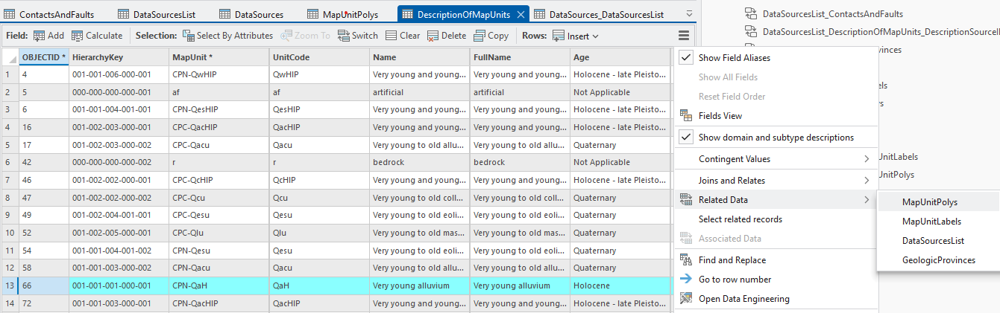 ContactsAndFaults DataSourcesList DataSources MapUnitPolys DescriptionOfMapUnits DataSources_DataSourcesList
Field: Add Calculate Selection: Select By Attributes Zoom To Switch Clear Delete Copy Rows: Insert
OBJECTID * HierarchyKey MapUnit * UnitCode Name FullName Age
1 4 001-001-006-000-001 CPN-QwHIP QwHIP Very young and young... Very young and young... Holocene - late Pleisto...
2 5 000-000-000-000-001 af af artificial artificial Not Applicable
3 6 001-001-004-001-001 CPN-QesHIP QesHIP Very young and young... Very young and young... Holocene - late Pleisto...
4 16 001-002-003-000-001 CPC-QacHIP QacHIP Very young and young... Very young and young... Holocene - late Pleisto...
5 17 001-002-003-000-002 CPC-Qacu Qacu Very young to old allu... Very young to old allu... Quaternary
6 42 000-000-000-000-002 r r bedrock bedrock Not Applicable
7 46 001-002-002-000-001 CPC-QcHIP QcHIP Very young and young... Very young and young... Holocene - late Pleisto...
8 47 001-002-002-000-002 CPC-Qcu Qcu Very young to old coll... Very young to old coll... Quaternary
9 49 001-002-004-000-001 CPC-Qesu Qesu Very young to old eoli... Very young to old eoli... Quaternary
10 52 001-002-005-000-001 CPC-Qlu Qlu Very young to old mas... Very young to old mas... Quaternary
11 54 001-001-004-001-002 CPN-Qesu Qesu Very young to old eoli... Very young to old eoli... Quaternary
12 58 001-001-003-000-002 CPN-Qacu Qacu Very young to old allu... Very young to old allu... Quaternary
13 66 001-001-001-000-001 CPN-QaH QaH Very young alluvium Very young alluvium Holocene
14 72 001-001-003-000-001 CPN-QacHIP QacHIP Very young and young... Very young and young... Holocene - late Pleisto...
Show Field Aliases
Show All Fields
Reset Field Order
Fields View
Show domain and subtype descriptions
Contingent Values
Joins and Relates
Related Data
Select related records
Associated Data
Find and Replace
Go to row number
Open Data Engineering
MapUnitPolys
MapUnitLabels
DataSourcesList
GeologicProvinces
DataSourcesList_ContactsAndFaults
DataSourcesList_DescriptionOfMapUnits_DescriptionSourceI
vinces
els
ys
UnitLabels
UnitPolys